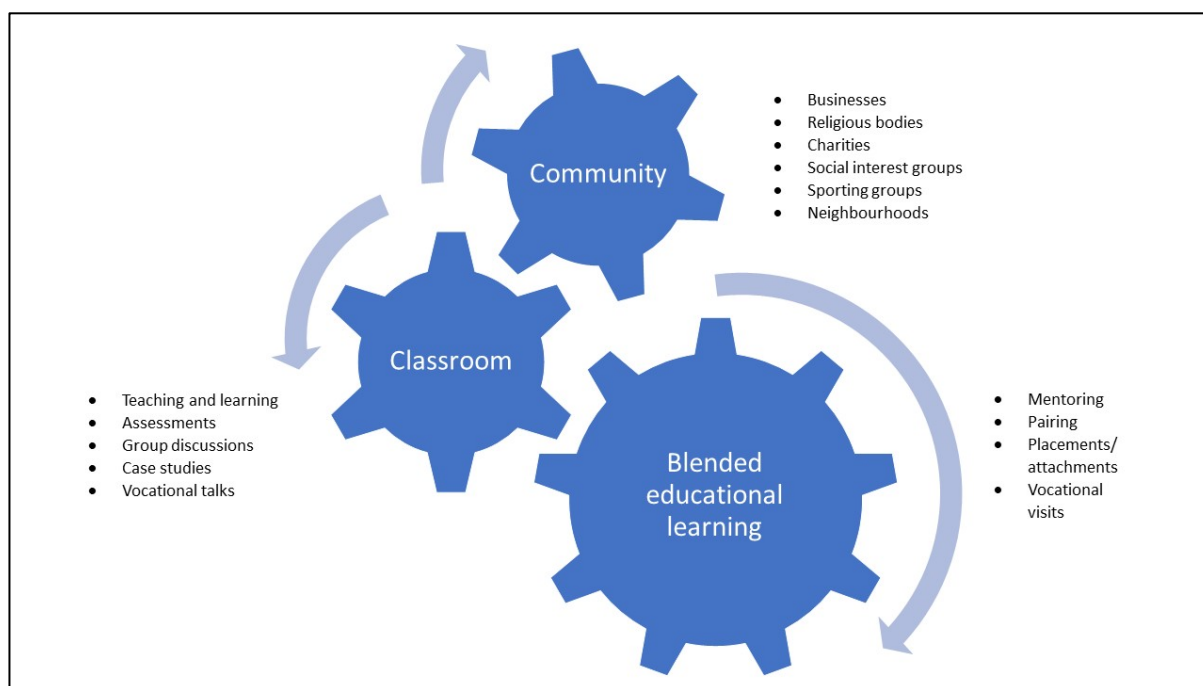 Community
• Businesses
• Religious bodies
• Charities
• Social interest groups
• Sporting groups
• Neighbourhoods
Classroom
• Teaching and learning
• Assessments
• Group discussions
• Case studies
• Vocational talks
Blended
educational
learning
• Mentoring
• Pairing
• Placements/
attachments
• Vocational
visits